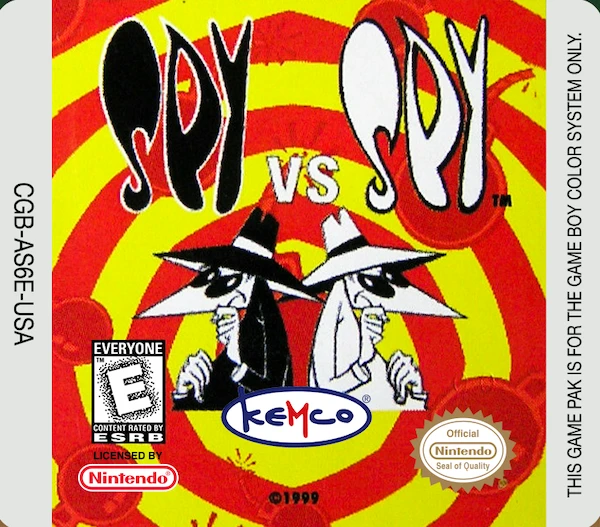 SPY
VS
SPY™
CGB-AS6E-USA
THIS GAME PAK IS FOR THE GAME BOY COLOR SYSTEM ONLY.
EVERYONE
TM
E
CONTENT RATED BY
ESRB
LICENSED BY
Nintendo®
KEMCO®
©1999
Official
Nintendo
Seal of Quality